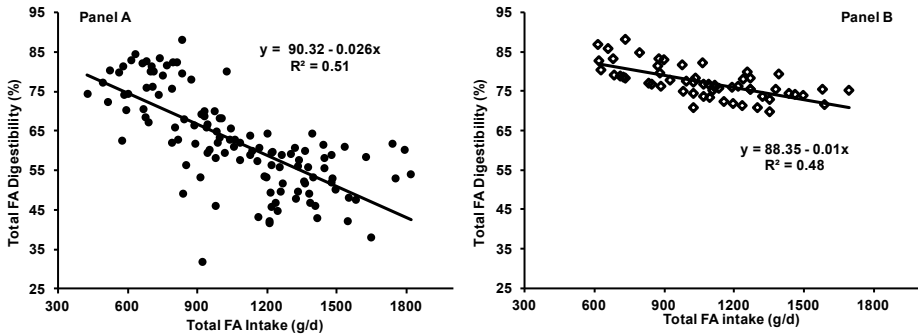 Panel A
y = 90.32 - 0.026x
R² = 0.51
Total FA Digestibility (%)
95
85
75
65
55
45
35
25
300 600 900 1200 1500 1800
Total FA Intake (g/d)
Panel B
y = 88.35 - 0.01x
R² = 0.48
Total FA Digestibility (%)
95
85
75
65
55
45
35
25
300 600 900 1200 1500 1800
Total FA intake (g/d)